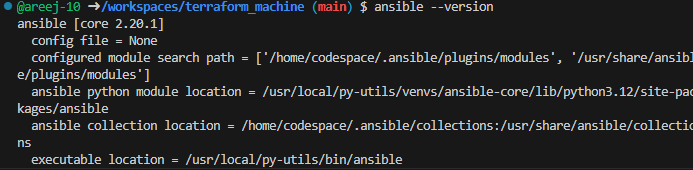 @areej-10 ➜/workspaces/terraform_machine (main) $ ansible --version
ansible [core 2.20.1]
  config file = None
  configured module search path = ['/home/codespace/.ansible/plugins/modules', '/usr/share/ansibl
e/plugins/modules']
  ansible python module location = /usr/local/py-utils/venvs/ansible-core/lib/python3.12/site-pac
kages/ansible
  ansible collection location = /home/codespace/.ansible/collections:/usr/share/ansible/collectio
ns
  executable location = /usr/local/py-utils/bin/ansible